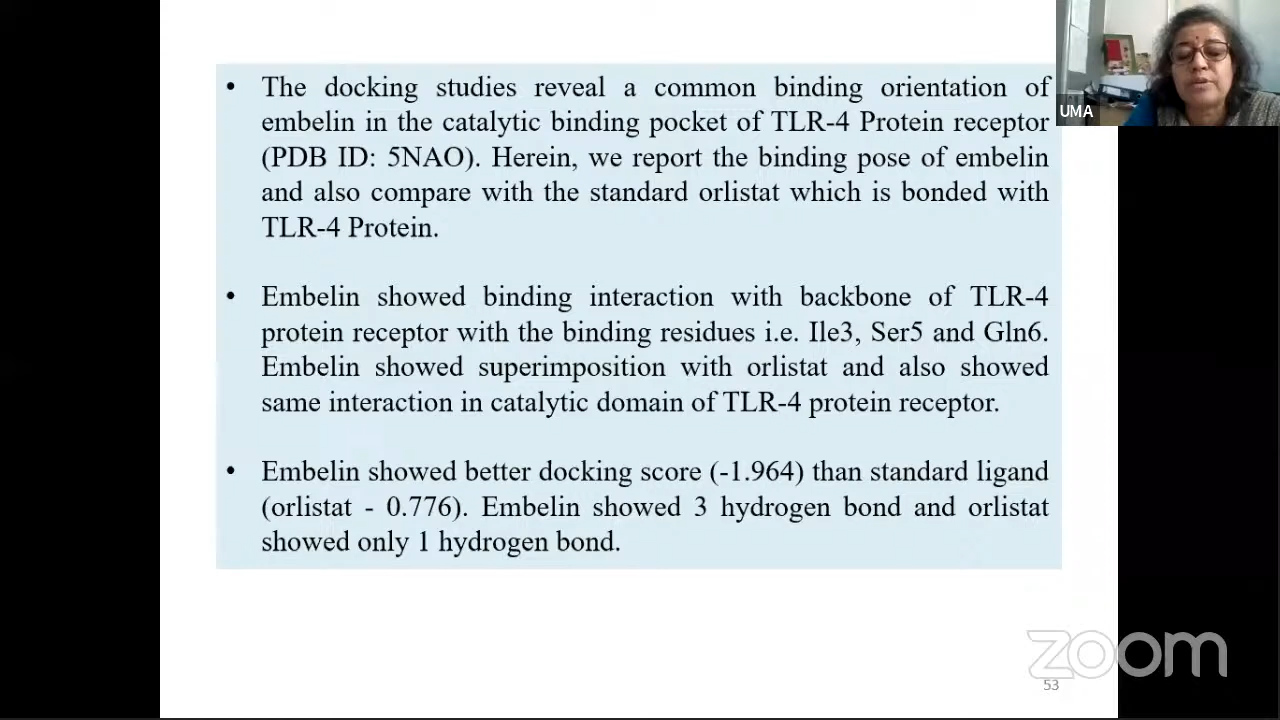 • The docking studies reveal a common binding orientation of
embelin in the catalytic binding pocket of TLR-4 Protein receptor
(PDB ID: 5NAO). Herein, we report the binding pose of embelin
and also compare with the standard orlistat which is bonded with
TLR-4 Protein.
• Embelin showed binding interaction with backbone of TLR-4
protein receptor with the binding residues i.e. Ile3, Ser5 and Gln6.
Embelin showed superimposition with orlistat and also showed
same interaction in catalytic domain of TLR-4 protein receptor.
• Embelin showed better docking score (-1.964) than standard ligand
(orlistat - 0.776). Embelin showed 3 hydrogen bond and orlistat
showed only 1 hydrogen bond.
UMA
zoom
53